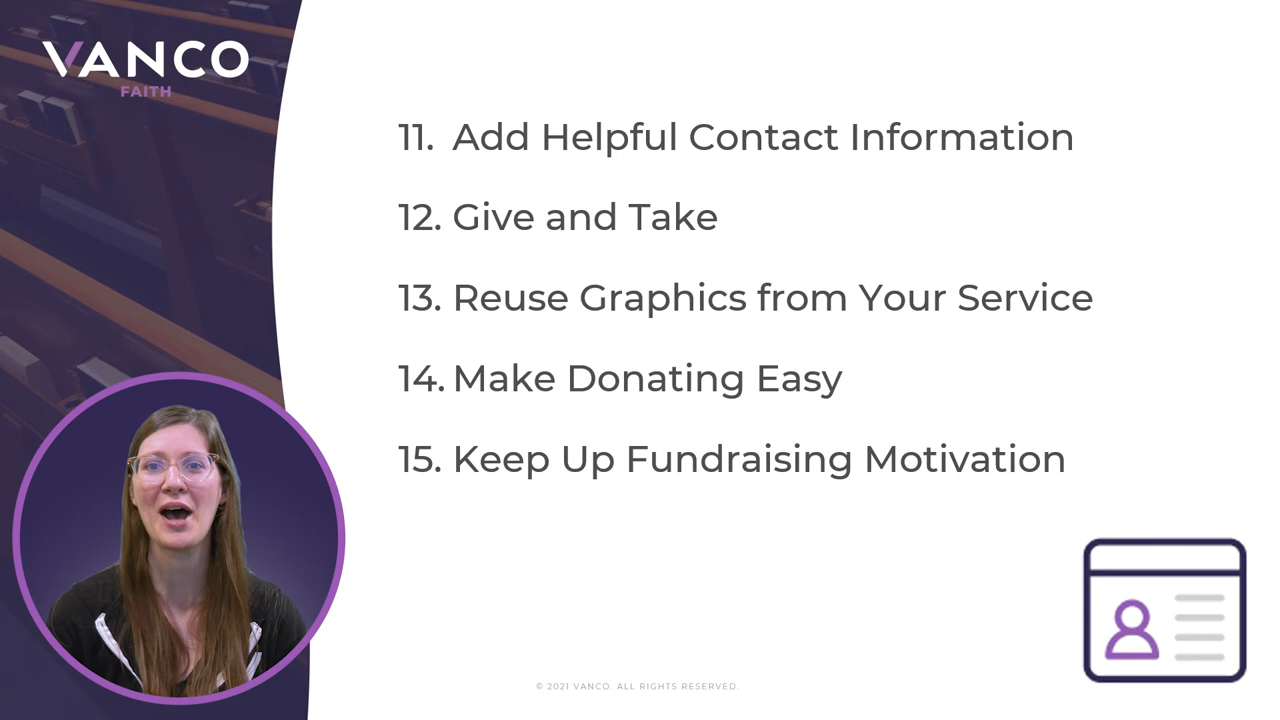 VANCO
FAITH
11. Add Helpful Contact Information
12. Give and Take
13. Reuse Graphics from Your Service
14. Make Donating Easy
15. Keep Up Fundraising Motivation
© 2021 VANCO. ALL RIGHTS RESERVED.